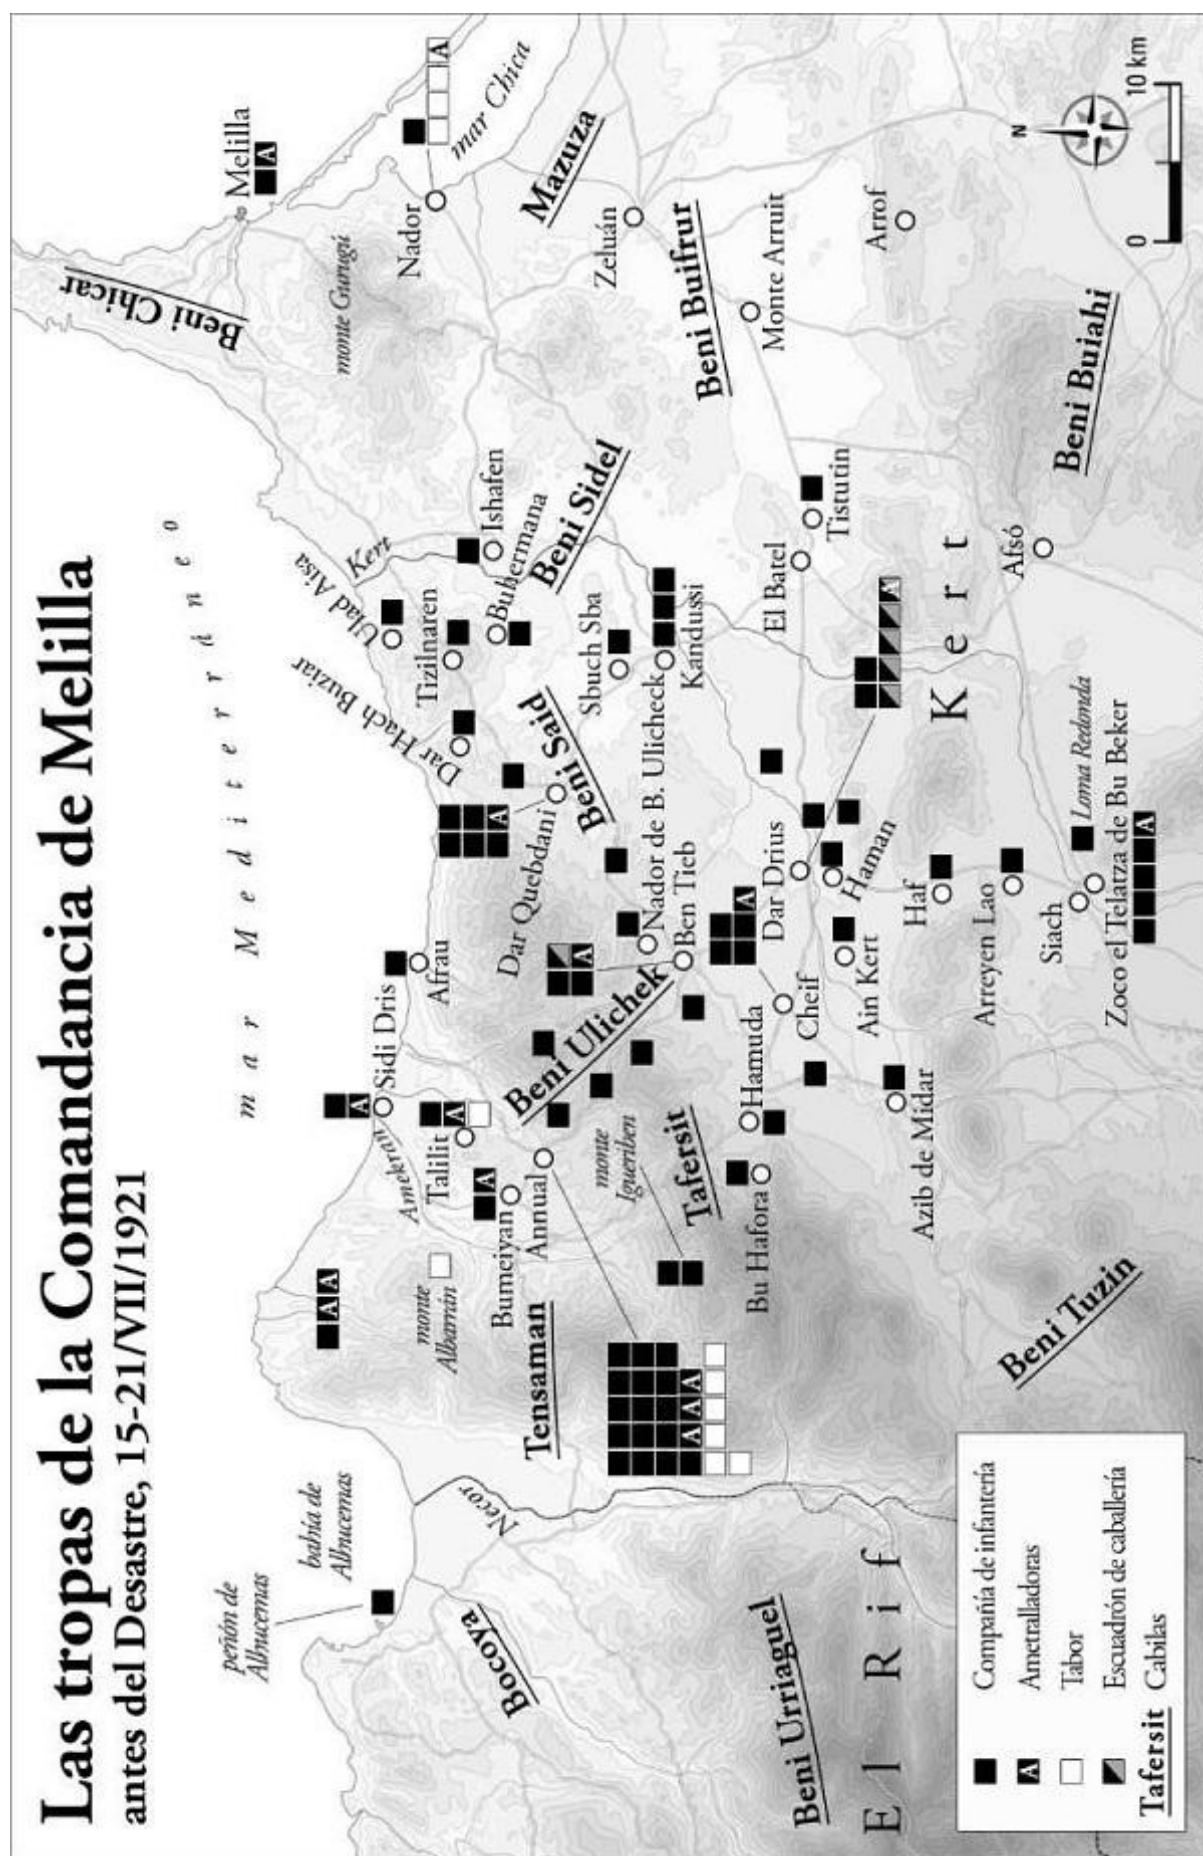 Las tropas de la Comandancia de Melilla
antes del Desastre, 15-21/VII/1921
mar Mediterráneo
peñón de
Alhucemas
bahía de
Alhucemas
Bocoya
Necor
Beni Urriaguel
El Rif
Tensaman
monte
Albarrán
Bumeiyan
Annual
Talilit
Amekran
Sidi Dris
Afrau
Beni Ulichek
monte
Igueriben
Tafersit
Bu Hafora
Hamuda
Azib de Midar
Beni Tuzin
Cheif
Ain Kert
Dar Drius
Haman
Haf
Arreyen Lao
Siach
Loma Redonda
Zoco el Telatza de Bu Beker
Ben Tieb
Nador de B. Ulicheck
Dar Quebdani
Beni Said
Dar Hach Buziar
Tizilnaren
Ulad Aisa
Kert
Ishafen
Bubermana
Beni Sidel
Sbuch Sba
Kandussi
El Batel
Tistutin
Kert
Afsó
Beni Buiahi
Arrof
Monte Arruit
Beni Buifrur
Zeluán
Mazuza
Nador
mar Chica
monte Gurugú
Melilla
Beni Chicar
A
A
A
A
A
A A
A
A A A
A
A
A
A
A
N
0 10 km
Compañía de infantería
A Ametralladoras
Tabor
Escuadrón de caballería
Tafersit Cabilas